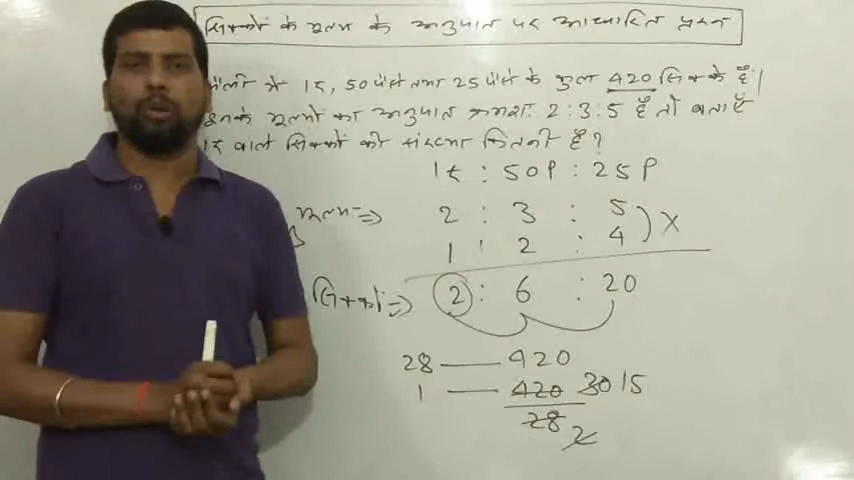 सिक्कों के मूल्य के अनुपात पर आधारित प्रश्न
थैली में 1₹, 50 पैसे तथा 25 पैसे के कुल 420 सिक्के हैं।
इनके मूल्यों का अनुपात क्रमशः 2:3:5 हैं तो बताएँ
1₹ वाले सिक्कों की संख्या कितनी हैं?
1₹ : 50P : 25P
मूल्य ⇒ 2 : 3 : 5
1 : 2 : 4 ) X
सिक्कों ⇒ 2 : 6 : 20
28 — 420
1 — 420 30 15
28 2